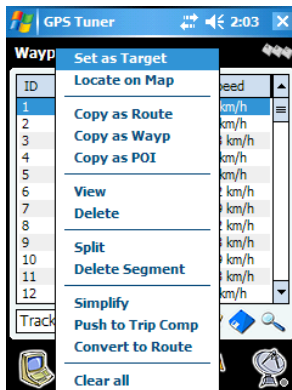 GPS Tuner 2:03
Set as Target
Locate on Map
ID
1 km/h
2 km/h
Copy as Route
3 km/h
Copy as Wayp
4 km/h
Copy as POI
5 km/h
View
6 km/h
Delete
7 km/h
8 km/h
Split
9 km/h
Delete Segment
10 km/h
11 km/h
Simplify
12 km/h
Push to Trip Comp
Track
Convert to Route
Clear all